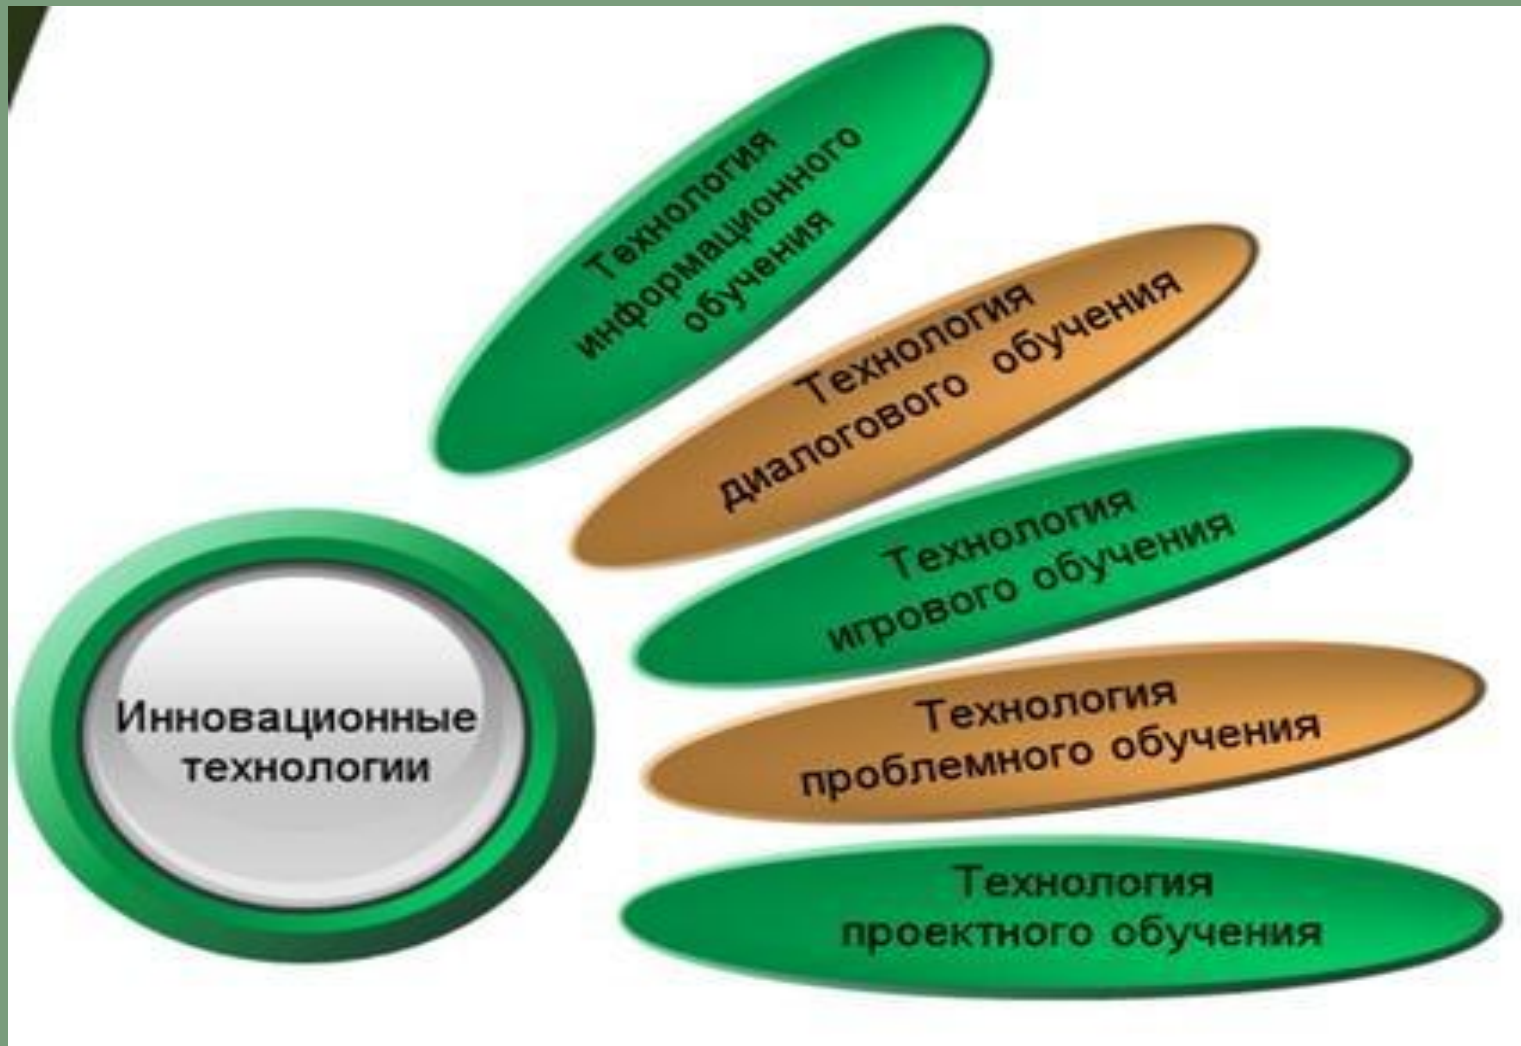 Технология
информационного
обучения
Технология
диалогового обучения
Технология
игрового обучения
Инновационные
технологии
Технология
проблемного обучения
Технология
проектного обучения